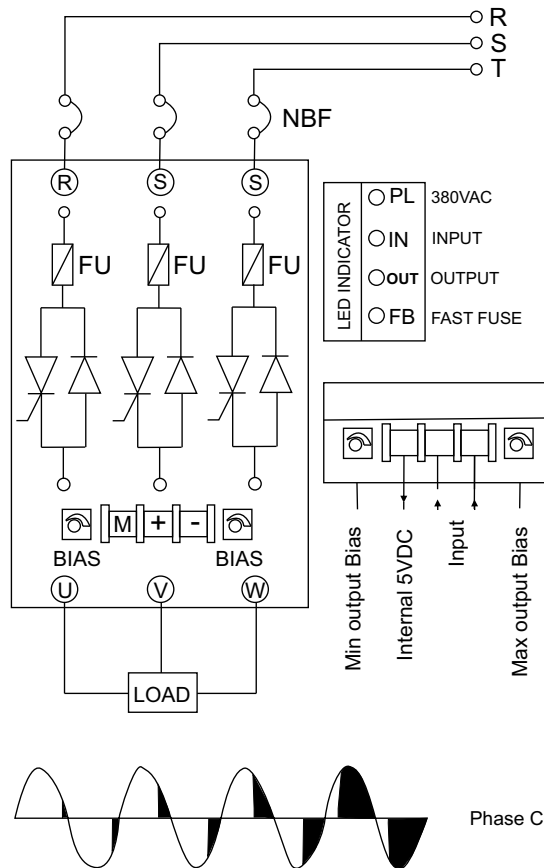 R
S
T
NBF
R S S
FU FU FU
LED INDICATOR
PL 380VAC
IN INPUT
OUT OUTPUT
FB FAST FUSE
M + -
BIAS BIAS
U V W
LOAD
Min output Bias
Internal 5VDC
Input
Max output Bias
Phase C